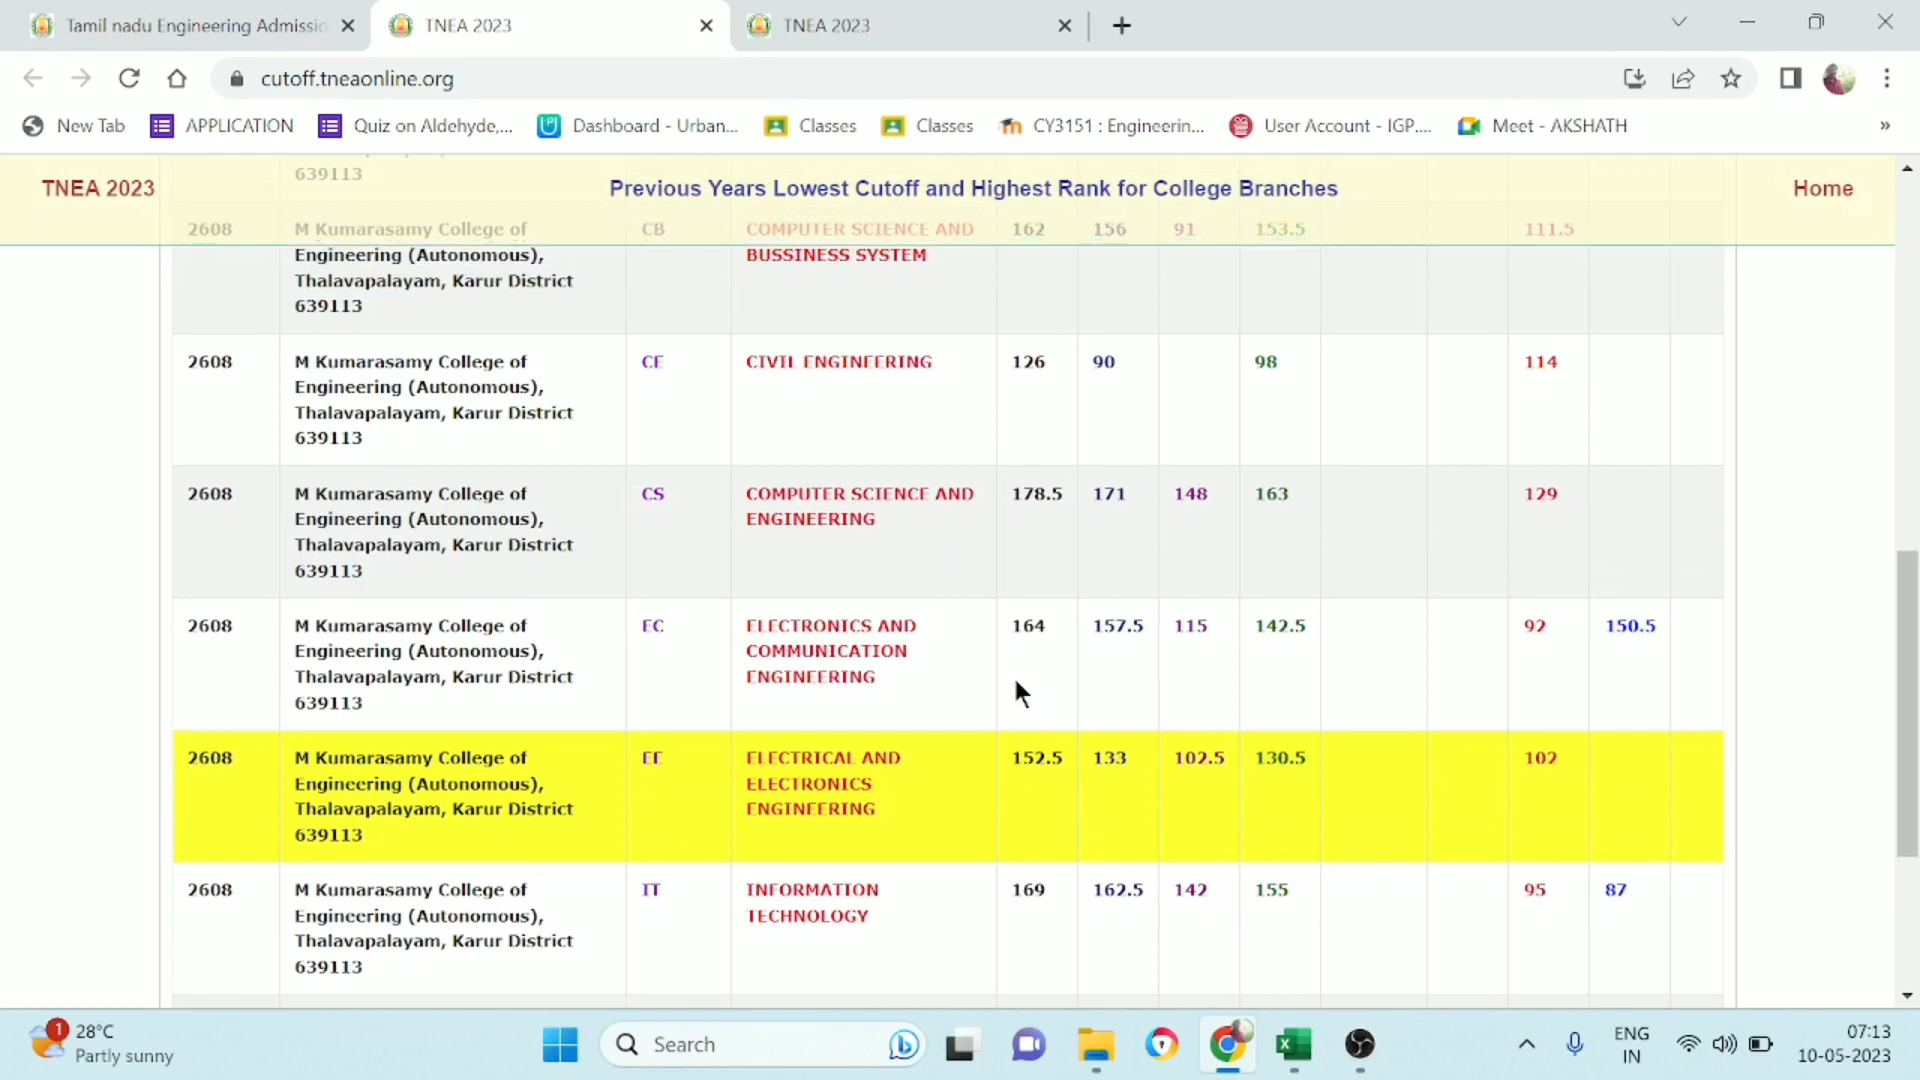 Tamil nadu Engineering Admissio
TNEA 2023
TNEA 2023
cutoff.tneaonline.org
New Tab
APPLICATION
Quiz on Aldehyde,...
Dashboard - Urban...
Classes
Classes
CY3151 : Engineerin...
User Account - IGP....
Meet - AKSHATH
»
TNEA 2023
Previous Years Lowest Cutoff and Highest Rank for College Branches
Home
639113
2608 M Kumarasamy College of CB COMPUTER SCIENCE AND 162 156 91 153.5 111.5
Engineering (Autonomous), BUSSINESS SYSTEM
Thalavapalayam, Karur District
639113
2608 M Kumarasamy College of CE CIVIL ENGINEERING 126 90 98 114
Engineering (Autonomous),
Thalavapalayam, Karur District
639113
2608 M Kumarasamy College of CS COMPUTER SCIENCE AND 178.5 171 148 163 129
Engineering (Autonomous), ENGINEERING
Thalavapalayam, Karur District
639113
2608 M Kumarasamy College of EC ELECTRONICS AND 164 157.5 115 142.5 92 150.5
Engineering (Autonomous), COMMUNICATION
Thalavapalayam, Karur District ENGINEERING
639113
2608 M Kumarasamy College of EE ELECTRICAL AND 152.5 133 102.5 130.5 102
Engineering (Autonomous), ELECTRONICS
Thalavapalayam, Karur District ENGINEERING
639113
2608 M Kumarasamy College of IT INFORMATION 169 162.5 142 155 95 87
Engineering (Autonomous), TECHNOLOGY
Thalavapalayam, Karur District
639113
1
28°C
Partly sunny
Search
ENG
IN
07:13
10-05-2023